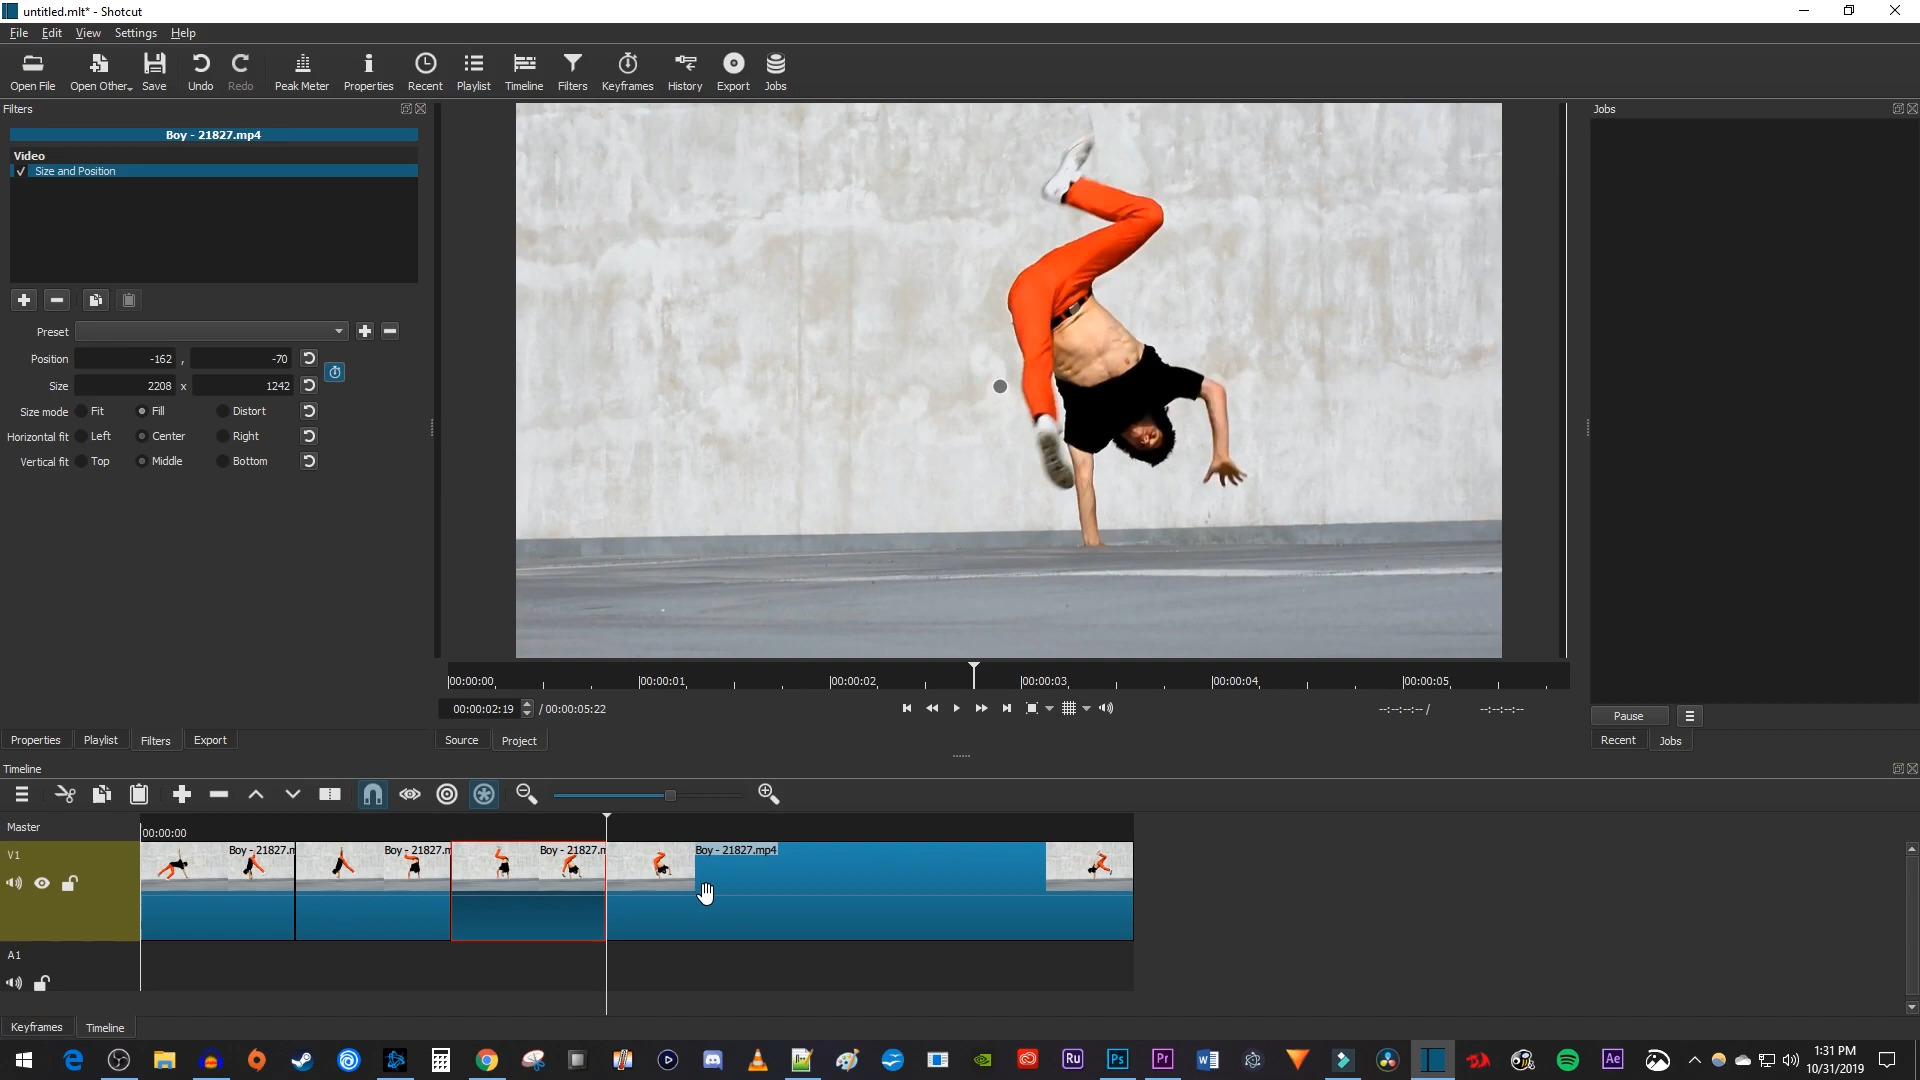 untitled.mlt* - Shotcut
File Edit View Settings Help
Open File Open Other... Save Undo Redo Peak Meter Properties Recent Playlist Timeline Filters Keyframes History Export Jobs
Filters
Jobs
Boy - 21827.mp4
Video
Size and Position
Preset
Position -162 , -70
Size 2208 x 1242
Size mode Fit Fill Distort
Horizontal fit Left Center Right
Vertical fit Top Middle Bottom
00:00:00 00:00:01 00:00:02 00:00:03 00:00:04 00:00:05
00:00:02:19 / 00:00:05:22 --:--:--:-- / --:--:--:--
Pause
Properties Playlist Filters Export Source Project Recent Jobs
Timeline
Master
00:00:00
V1
Boy - 21827.m Boy - 21827.m Boy - 21827.m Boy - 21827.mp4
A1
Keyframes Timeline
Ru Ps Pr Ae
1:31 PM
10/31/2019